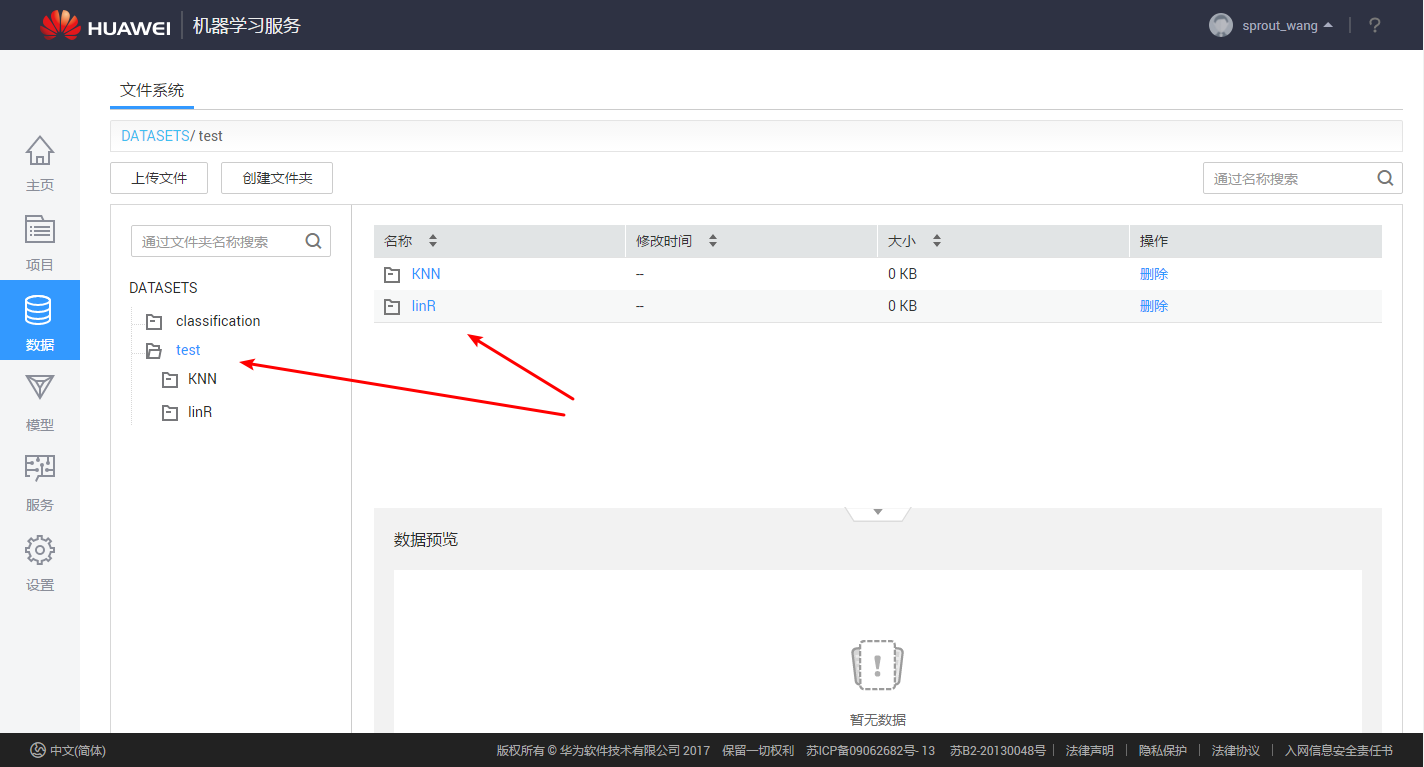 HUAWEI 机器学习服务 sprout_wang ?
文件系统
DATASETS/ test
上传文件 创建文件夹 通过名称搜索
通过文件夹名称搜索
名称 修改时间 大小 操作
KNN -- 0 KB 删除
linR -- 0 KB 删除
DATASETS
classification
test
KNN
linR
主页
项目
数据
模型
服务
设置
数据预览
暂无数据
中文(简体) 版权所有 © 华为软件技术有限公司 2017 保留一切权利 苏ICP备09062682号- 13 苏B2-20130048号 | 法律声明 | 隐私保护 | 法律协议 | 入网信息安全责任书